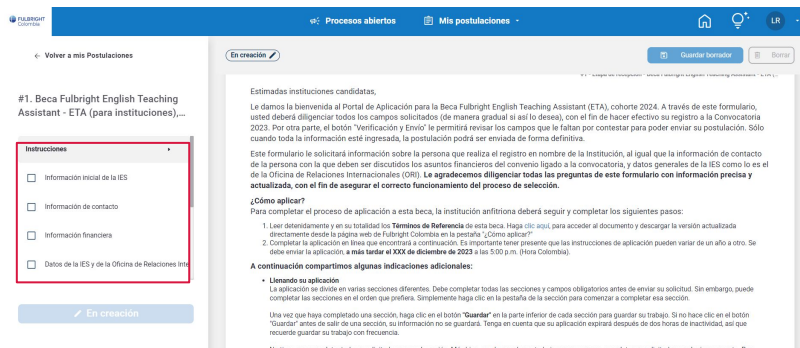 FULBRIGHT
Colombia
Procesos abiertos
Mis postulaciones
LR
Volver a mis Postulaciones
En creación
Guardar borrador
Borrar
#1. Beca Fulbright English Teaching
Assistant - ETA (para instituciones),...
Instrucciones
Información inicial de la IES
Información de contacto
Información financiera
Datos de la IES y de la Oficina de Relaciones Inte
En creación
Estimadas instituciones candidatas,
Le damos la bienvenida al Portal de Aplicación para la Beca Fulbright English Teaching Assistant (ETA), cohorte 2024. A través de este formulario,
usted deberá diligenciar todos los campos solicitados (de manera gradual si así lo desea), con el fin de hacer efectivo su registro a la Convocatoria
2023. Por otra parte, el botón "Verificación y Envío" le permitirá revisar los campos que le faltan por contestar para poder enviar su postulación. Sólo
cuando toda la información esté ingresada, la postulación podrá ser enviada de forma definitiva.
Este formulario le solicitará información sobre la persona que realiza el registro en nombre de la Institución, al igual que la información de contacto
de la persona con la que deben ser discutidos los asuntos financieros del convenio ligado a la convocatoria, y datos generales de la IES como lo es el
de la Oficina de Relaciones Internacionales (ORI). Le agradecemos diligenciar todas las preguntas de este formulario con información precisa y
actualizada, con el fin de asegurar el correcto funcionamiento del proceso de selección.
¿Cómo aplicar?
Para completar el proceso de aplicación a esta beca, la institución anfitriona deberá seguir y completar los siguientes pasos:
1. Leer detenidamente y en su totalidad los Términos de Referencia de esta beca. Haga clic aquí, para acceder al documento y descargar la versión actualizada
directamente desde la página web de Fulbright Colombia en la pestaña "¿Cómo aplicar?"
2. Completar la aplicación en línea que encontrará a continuación. Es importante tener presente que las instrucciones de aplicación pueden variar de un año a otro. Se
debe enviar la aplicación, a más tardar el XXX de diciembre de 2023 a las 5:00 p.m. (Hora Colombia).
A continuación compartimos algunas indicaciones adicionales:
• Llenando su aplicación
La aplicación se divide en varias secciones diferentes. Debe completar todas las secciones y campos obligatorios antes de enviar su solicitud. Sin embargo, puede
completar las secciones en el orden que prefiera. Simplemente haga clic en la pestaña de la sección para comenzar a completar esa sección.
Una vez que haya completado una sección, haga clic en el botón "Guardar" en la parte inferior de cada sección para guardar su trabajo. Si no hace clic en el botón
"Guardar" antes de salir de una sección, su información no se guardará. Tenga en cuenta que su aplicación expirará después de dos horas de inactividad, así que
recuerde guardar su trabajo con frecuencia.